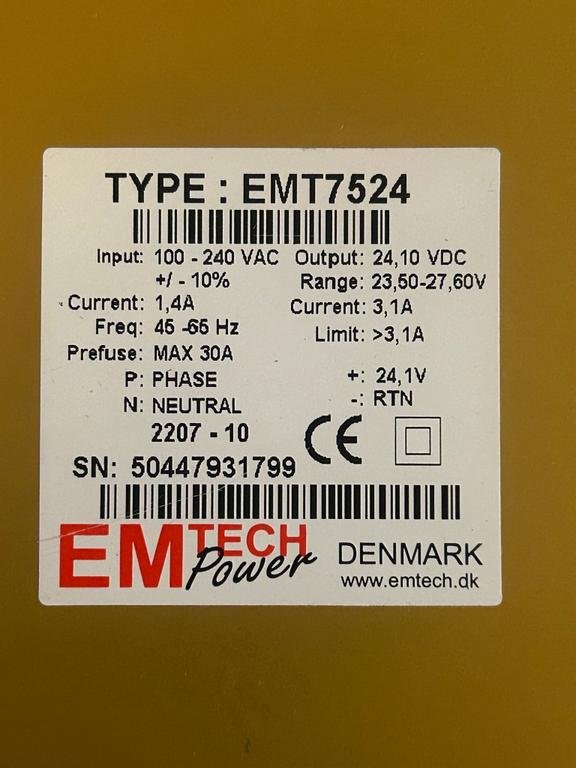 TYPE : EMT7524
Input: 100 - 240 VAC Output: 24,10 VDC
+/- 10% Range: 23,50-27,60V
Current: 1,4A Current: 3,1A
Freq: 45 -65 Hz Limit: >3,1A
Prefuse: MAX 30A
P: PHASE +: 24,1V
N: NEUTRAL -: RTN
2207 - 10 CE
SN: 50447931799
EMTECH Power DENMARK
www.emtech.dk